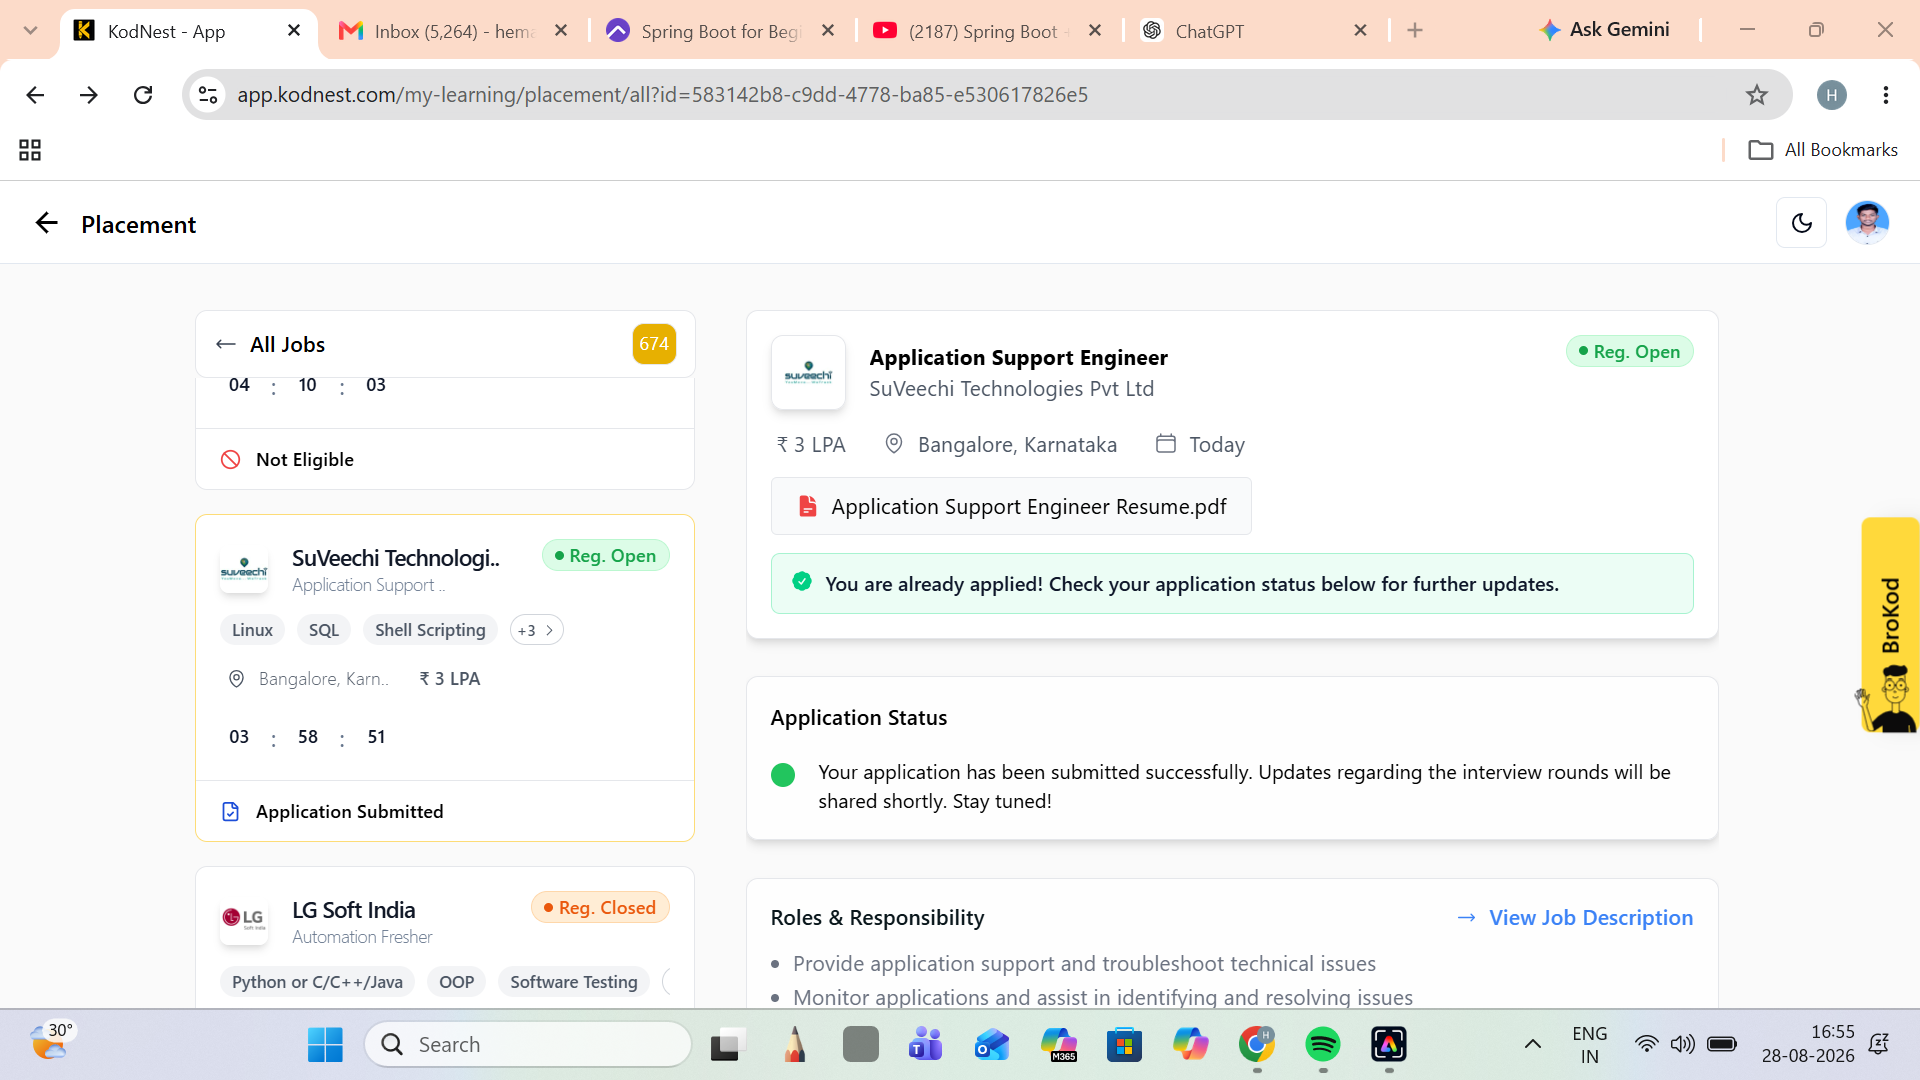 KodNest - App
Inbox (5,264) - hema
Spring Boot for Begi
(2187) Spring Boot +
ChatGPT
Ask Gemini
app.kodnest.com/my-learning/placement/all?id=583142b8-c9dd-4778-ba85-e530617826e5
H
All Bookmarks
Placement
All Jobs
674
04 : 10 : 03
Not Eligible
SuVeechi Technologi..
Reg. Open
Application Support ..
Linux
SQL
Shell Scripting
+3
Bangalore, Karn..
₹ 3 LPA
03 : 58 : 51
Application Submitted
LG Soft India
Reg. Closed
Automation Fresher
Python or C/C++/Java
OOP
Software Testing
Application Support Engineer
Reg. Open
SuVeechi Technologies Pvt Ltd
₹ 3 LPA
Bangalore, Karnataka
Today
Application Support Engineer Resume.pdf
You are already applied! Check your application status below for further updates.
Application Status
Your application has been submitted successfully. Updates regarding the interview rounds will be
shared shortly. Stay tuned!
Roles & Responsibility
View Job Description
Provide application support and troubleshoot technical issues
Monitor applications and assist in identifying and resolving issues
BroKod
30°
Search
M365
ENG
IN
16:55
28-08-2026